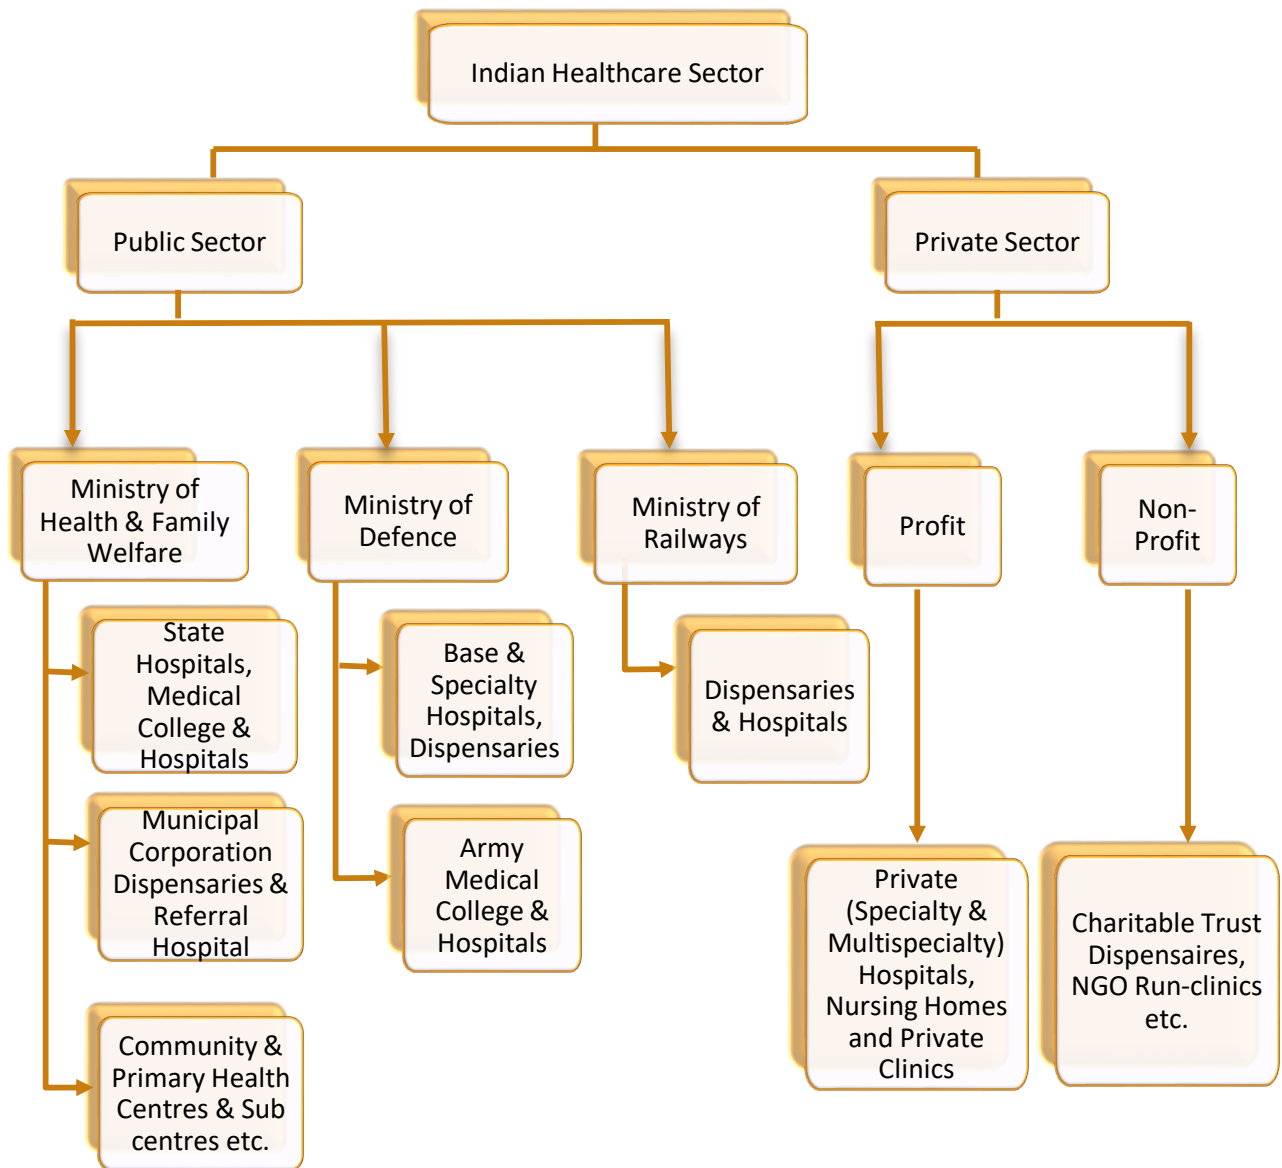 Indian Healthcare Sector
Public Sector
Private Sector
Ministry of
Health & Family
Welfare
Ministry of
Defence
Ministry of
Railways
Profit
Non-
Profit
State
Hospitals,
Medical
College &
Hospitals
Base &
Specialty
Hospitals,
Dispensaries
Dispensaries
& Hospitals
Municipal
Corporation
Dispensaries &
Referral
Hospital
Army
Medical
College &
Hospitals
Private
(Specialty &
Multispecialty)
Hospitals,
Nursing Homes
and Private
Clinics
Charitable Trust
Dispensaires,
NGO Run-clinics
etc.
Community &
Primary Health
Centres & Sub
centres etc.